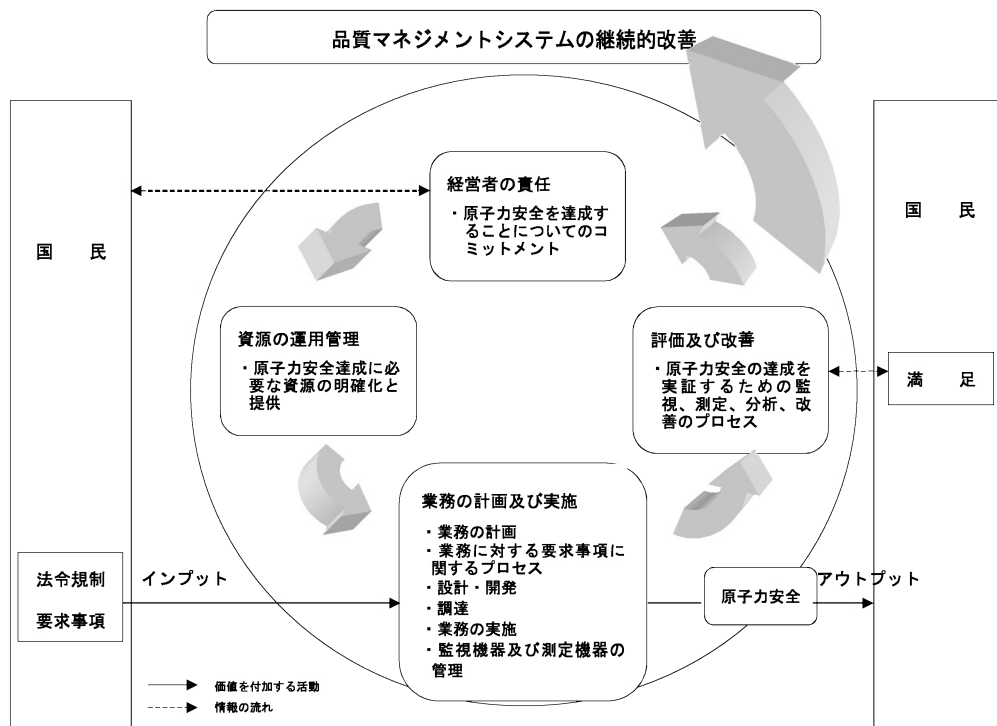 品質マネジメントシステムの継続的改善
国　民
法令規制
要求事項
経営者の責任
・原子力安全を達成す
ることについてのコ
ミットメント
資源の運用管理
・原子力安全達成に必
要な資源の明確化と
提供
評価及び改善
・原子力安全の達成を
実証するための監
視、測定、分析、改
善のプロセス
業務の計画及び実施
・業務の計画
・業務に対する要求事項に
関するプロセス
・設計・開発
・調達
・業務の実施
・監視機器及び測定機器の
管理
インプット
原子力安全
アウトプット
国　民
満　足
価値を付加する活動
情報の流れ